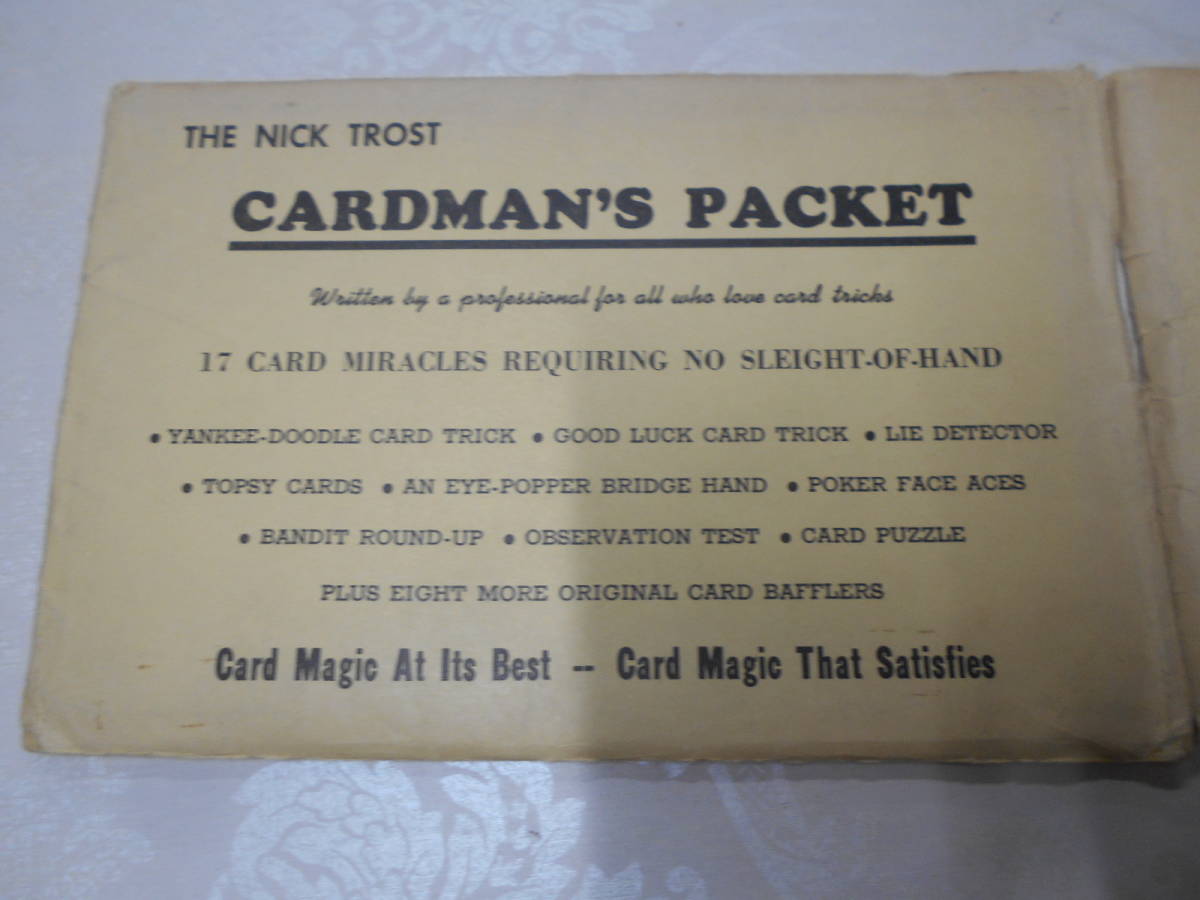 THE NICK TROST
CARDMAN'S PACKET
Written by a professional for all who love card tricks
17 CARD MIRACLES REQUIRING NO SLEIGHT-OF-HAND
• YANKEE-DOODLE CARD TRICK • GOOD LUCK CARD TRICK • LIE DETECTOR
• TOPSY CARDS • AN EYE-POPPER BRIDGE HAND • POKER FACE ACES
• BANDIT ROUND-UP • OBSERVATION TEST • CARD PUZZLE
PLUS EIGHT MORE ORIGINAL CARD BAFFLERS
Card Magic At Its Best -- Card Magic That Satisfies